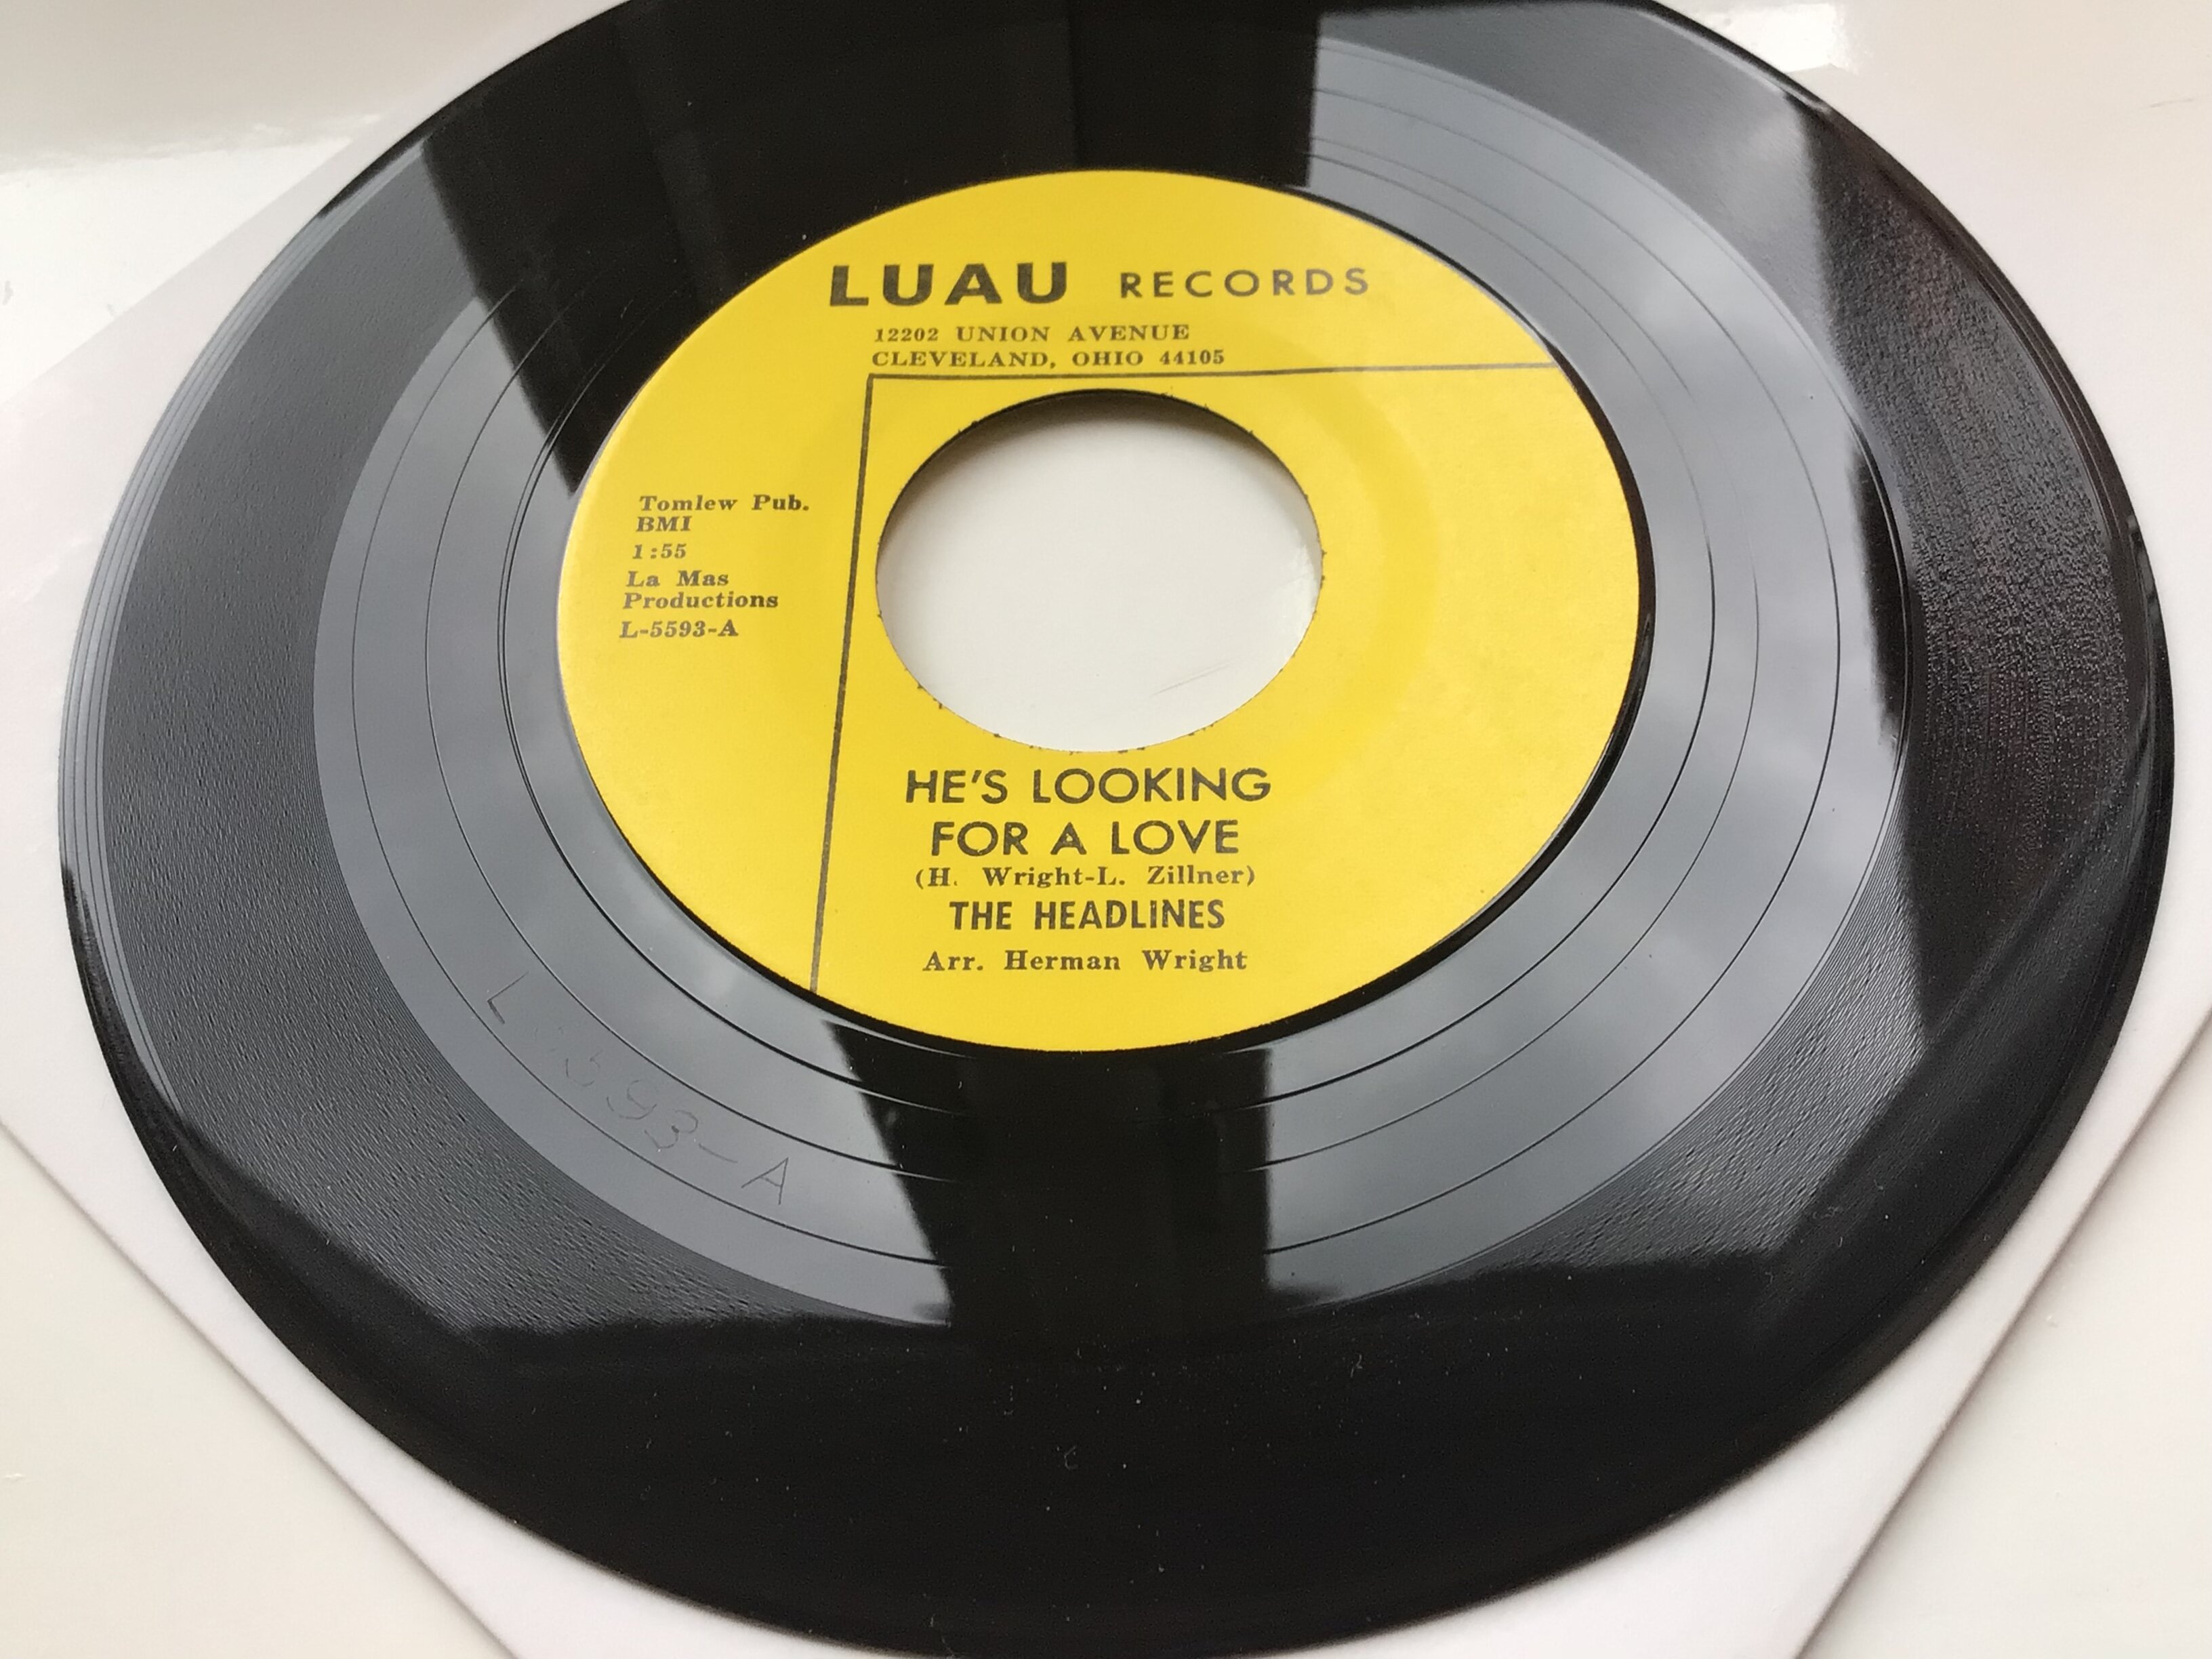 LUAU RECORDS
12202 UNION AVENUE
CLEVELAND, OHIO 44105
Tomlew Pub.
BMI
1:55
La Mas
Productions
L-5593-A
HE'S LOOKING
FOR A LOVE
(H. Wright-L. Zillner)
THE HEADLINES
Arr. Herman Wright
L 593-A